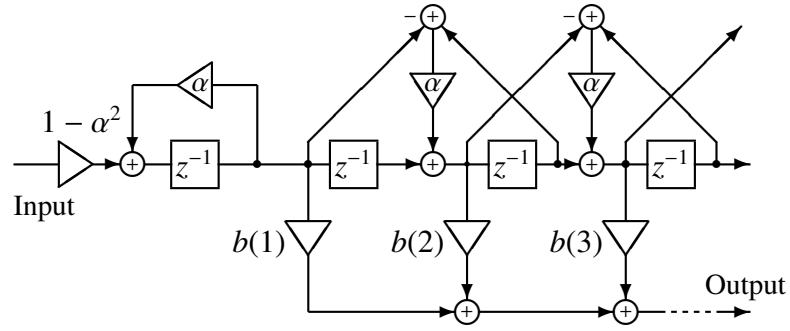 - + - +
α α α
1 − α²
+ z⁻¹ z⁻¹ + z⁻¹ + z⁻¹
Input
b(1) b(2) b(3)
Output
+ +